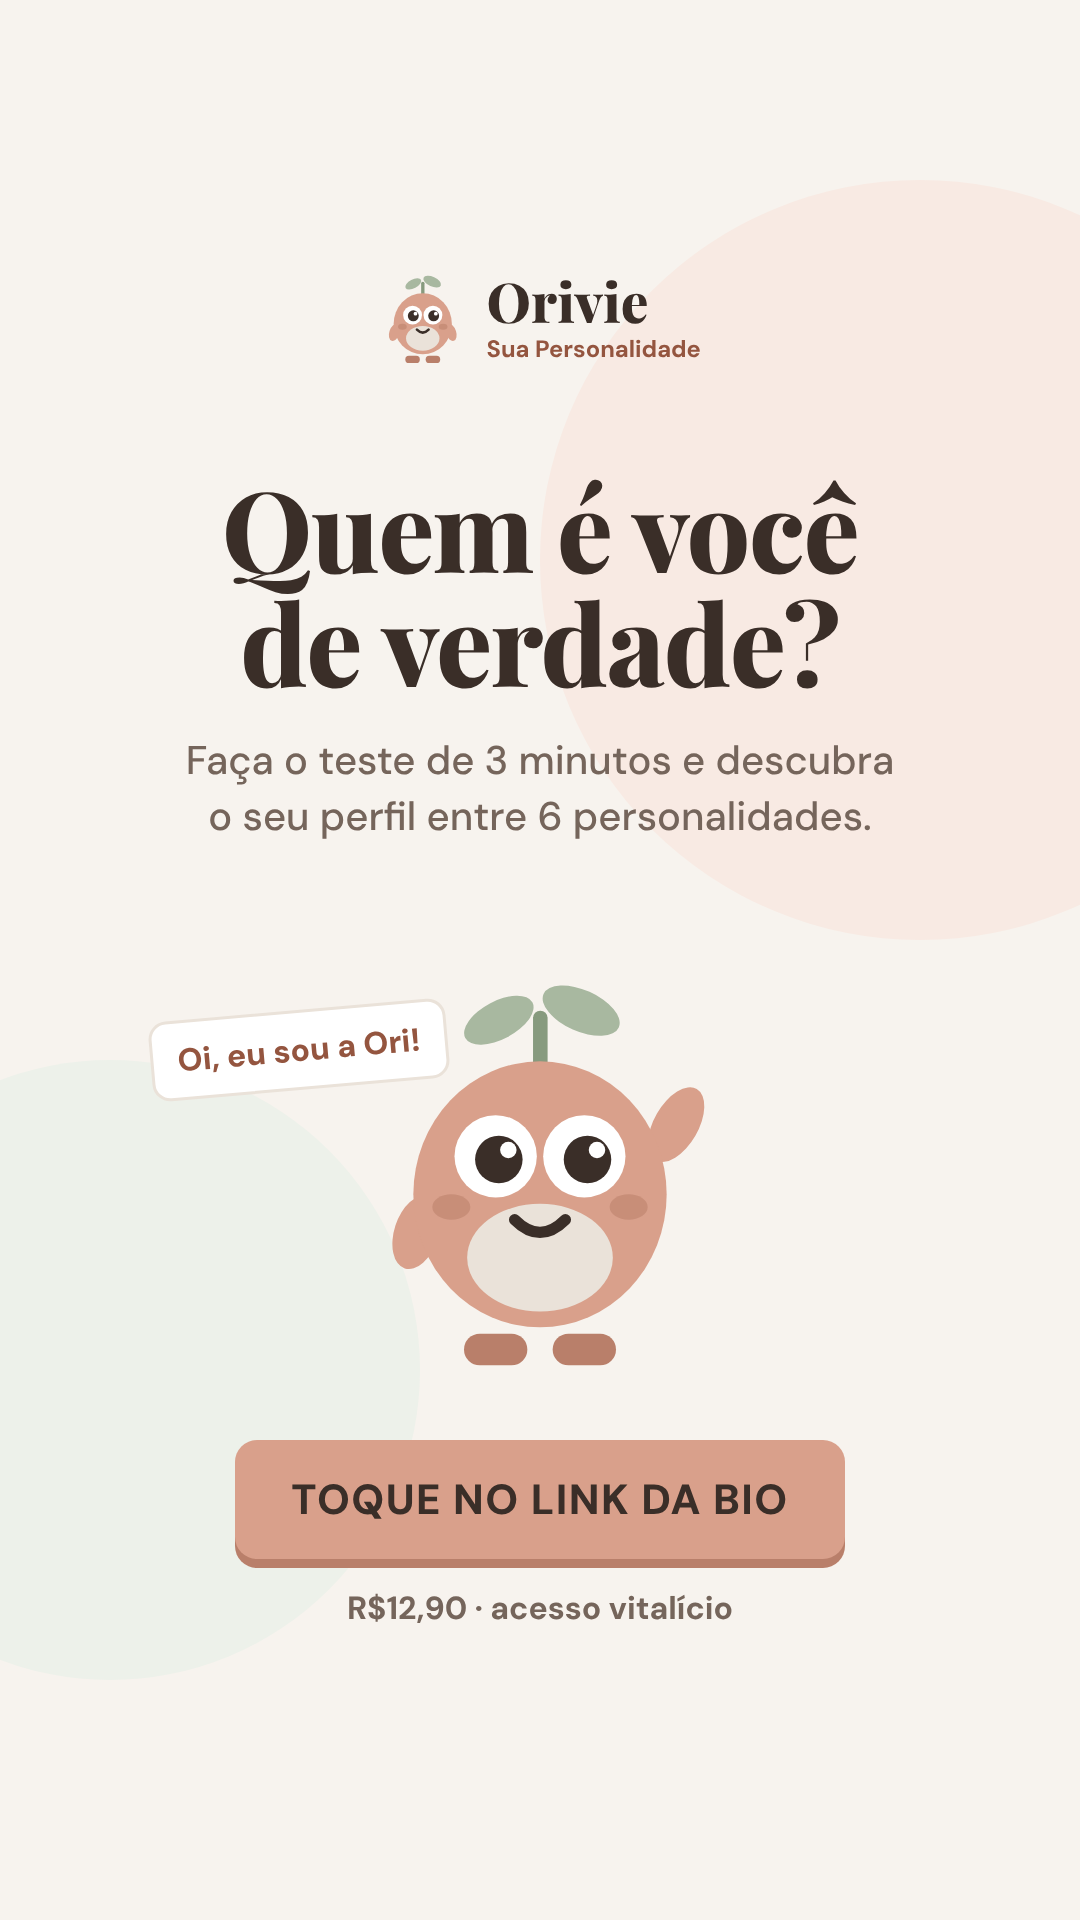 Orivie
Sua Personalidade
Quem é você
de verdade?
Faça o teste de 3 minutos e descubra
o seu perfil entre 6 personalidades.
Oi, eu sou a Ori!
TOQUE NO LINK DA BIO
R$12,90 · acesso vitalício